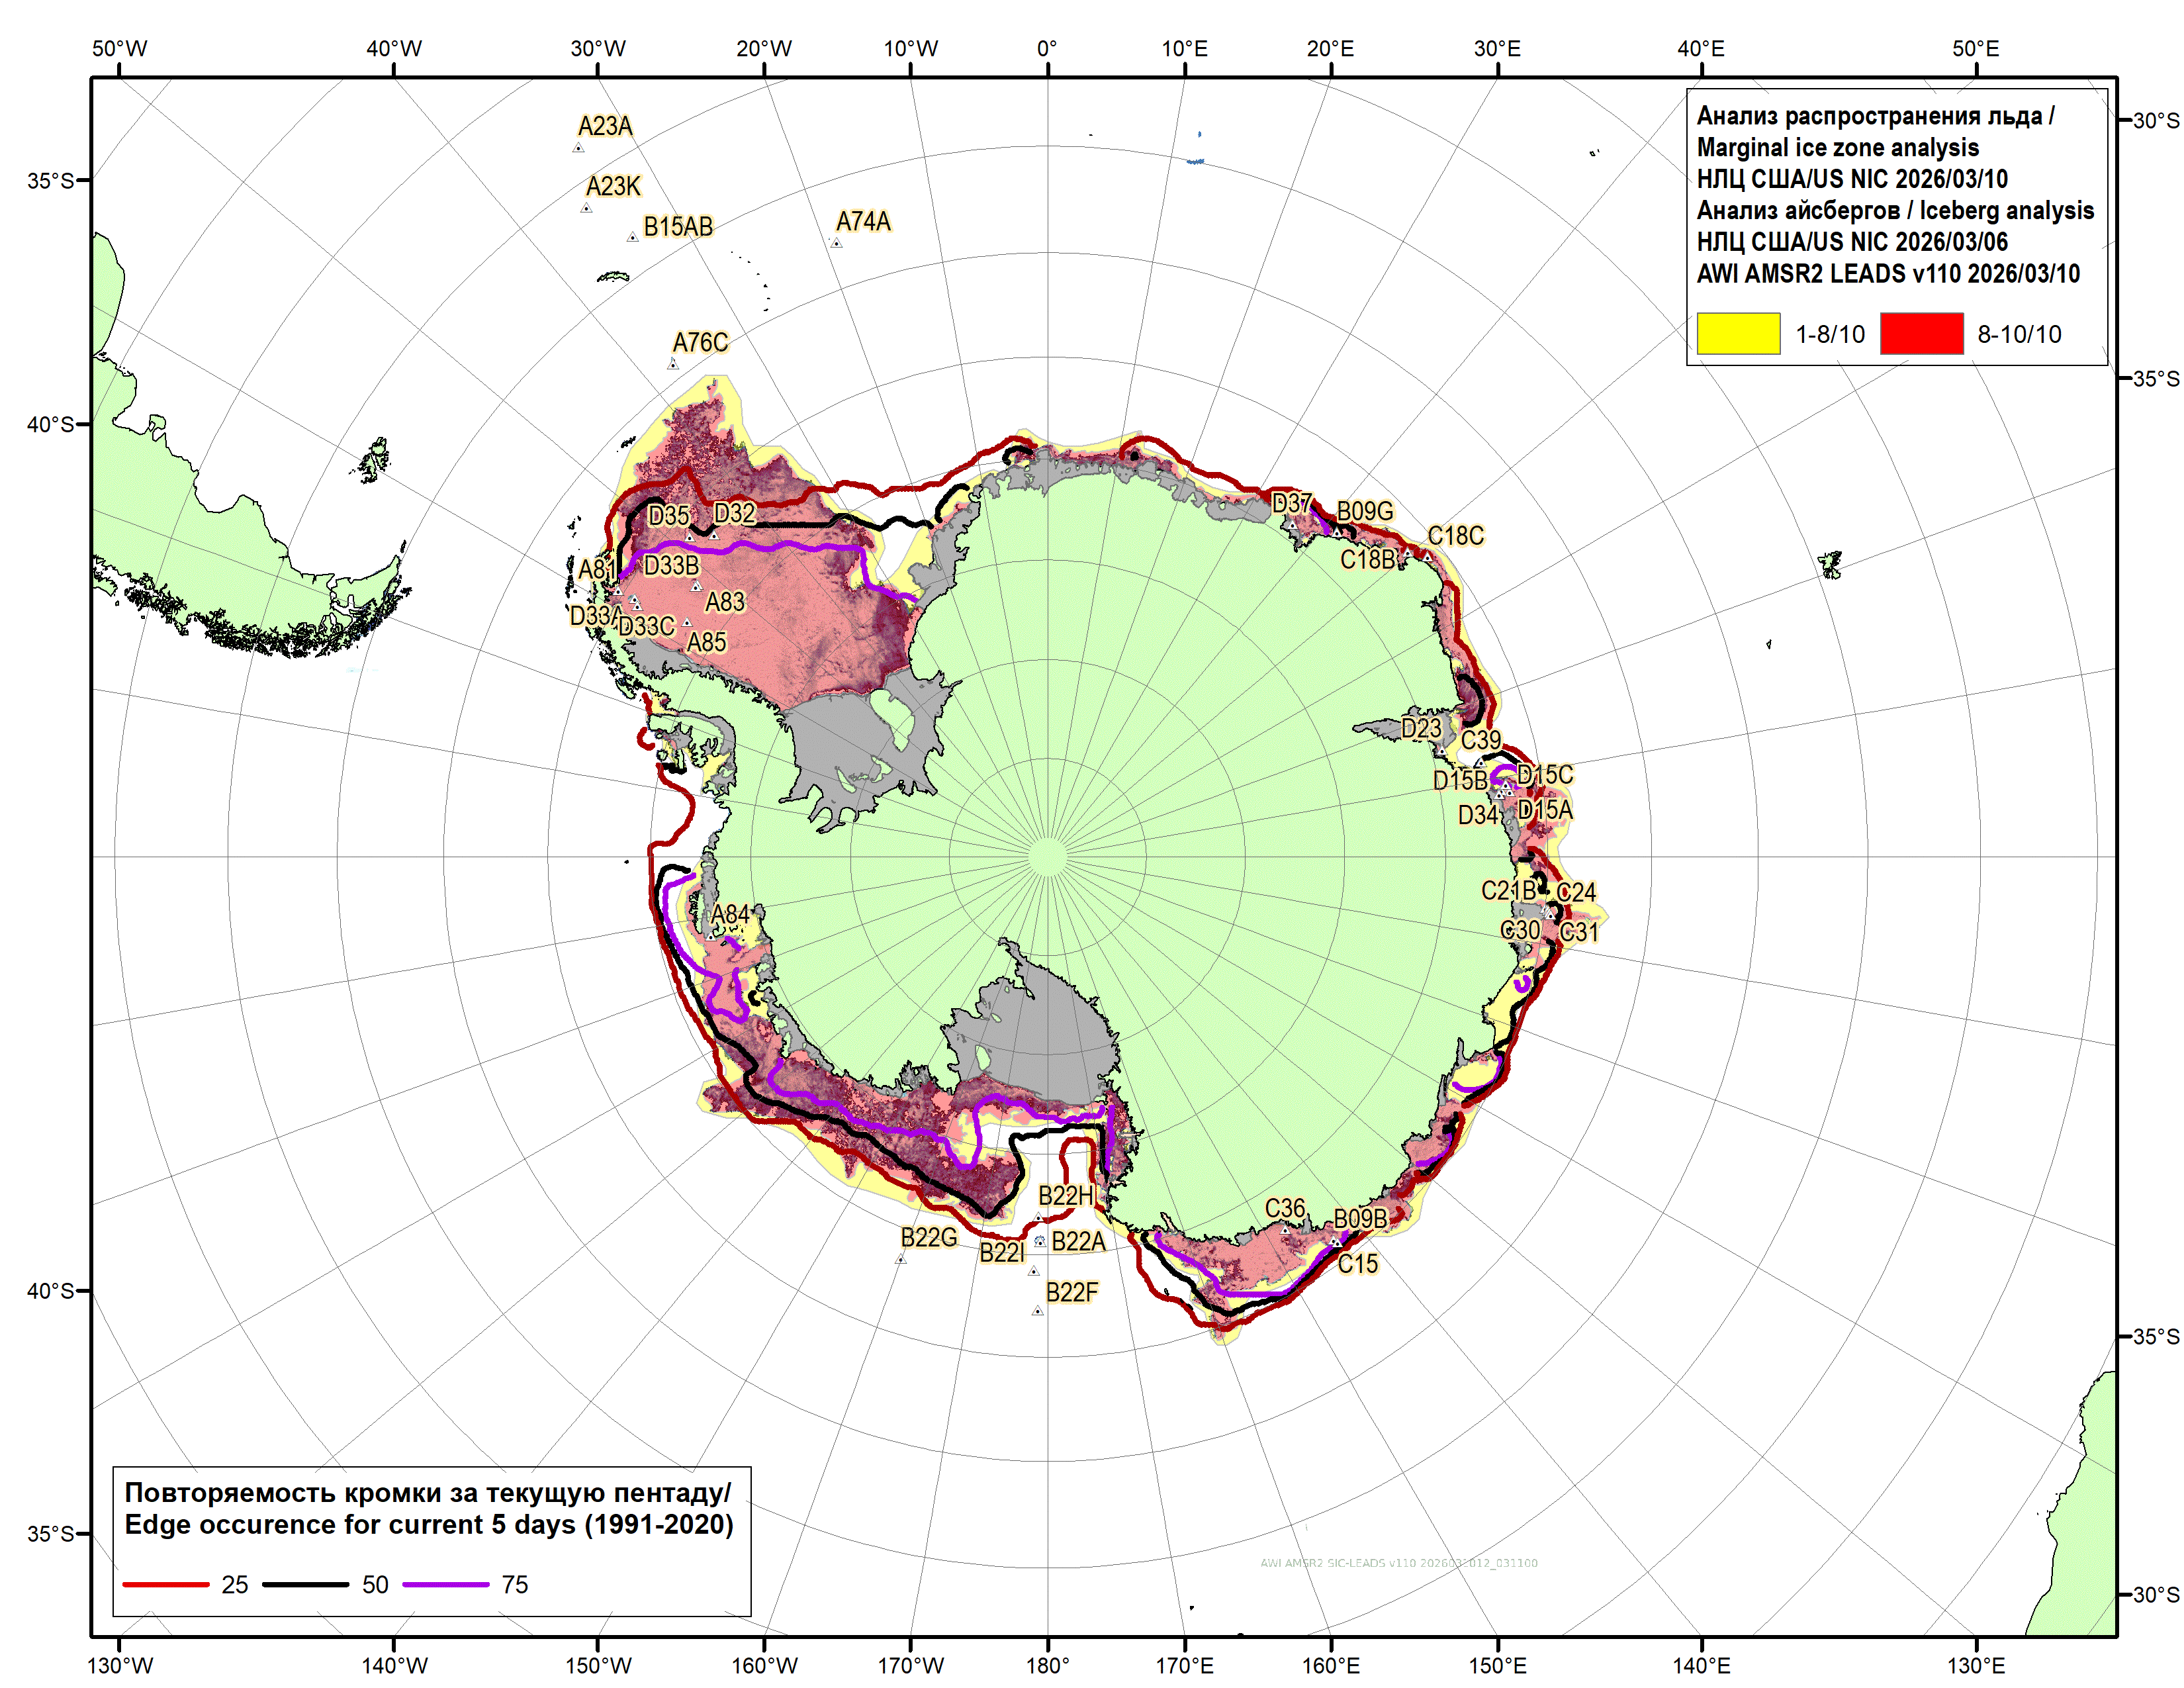 50°W 40°W 30°W 20°W 10°W 0° 10°E 20°E 30°E 40°E 50°E
Анализ распространения льда /
Marginal ice zone analysis
НЛЦ США/US NIC 2026/03/10
Анализ айсбергов / Iceberg analysis
НЛЦ США/US NIC 2026/03/06
AWI AMSR2 LEADS v110 2026/03/10
1-8/10 8-10/10
30°S
A23A
35°S
A23K
B15AB
A74A
A76C
35°S
40°S
D37
B09G
D35
D32
C18C
C18B
A81
D33B
A83
D33A
D33C
A85
D23
C39
D15B
D15C
D34
D15A
C21B
C24
A84
C30
C31
B22H
C36
B09B
B22G
B22I
B22A
C15
40°S
B22F
35°S
Повторяемость кромки за текущую пентаду/
Edge occurence for current 5 days (1991-2020)
25 50 75
35°S
AWI AMSR2 SIC-LEADS v110 2026031012_031100
30°S
130°W 140°W 150°W 160°W 170°W 180° 170°E 160°E 150°E 140°E 130°E